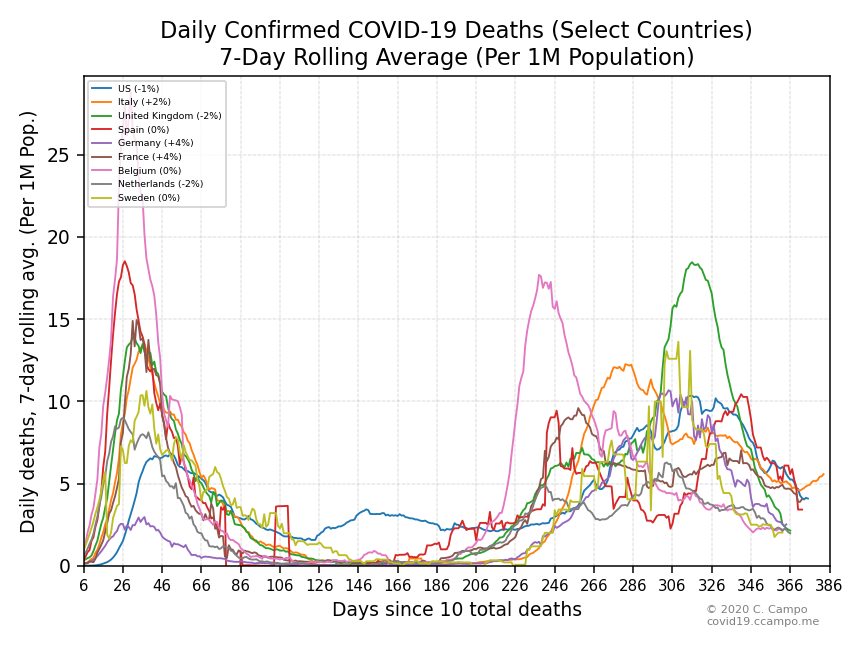 Daily Confirmed COVID-19 Deaths (Select Countries)
7-Day Rolling Average (Per 1M Population)
Daily deaths, 7-day rolling avg. (Per 1M Pop.)
US (-1%)
Italy (+2%)
United Kingdom (-2%)
Spain (0%)
Germany (+4%)
France (+4%)
Belgium (0%)
Netherlands (-2%)
Sweden (0%)
25
20
15
10
5
0
6 26 46 66 86 106 126 146 166 186 206 226 246 266 286 306 326 346 366 386
Days since 10 total deaths
© 2020 C. Campo
covid19.ccampo.me